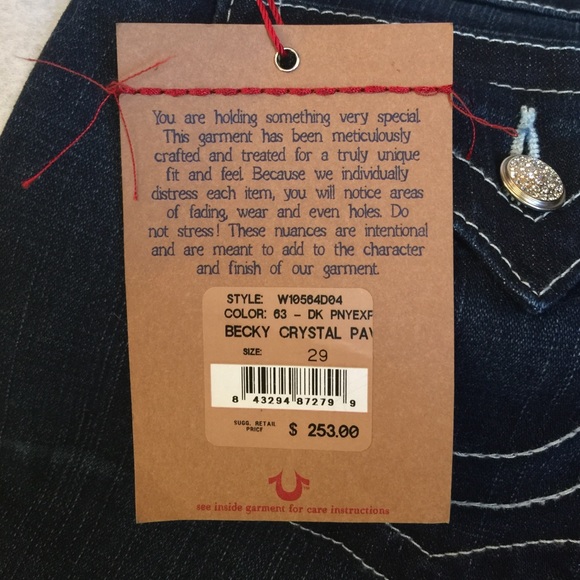 You are holding something very special.
This garment has been meticulously
crafted and treated for a truly unique
fit and feel. Because we individually
distress each item, you will notice areas
of fading, wear and even holes. Do
not stress! These nuances are intentional
and are meant to add to the character
and finish of our garment.
STYLE: W10564D04
COLOR: 63 - DK PNYEXP
BECKY CRYSTAL PAV
SIZE: 29
8 43294 87279 9
SUGG. RETAIL
PRICE $ 253.00
see inside garment for care instructions